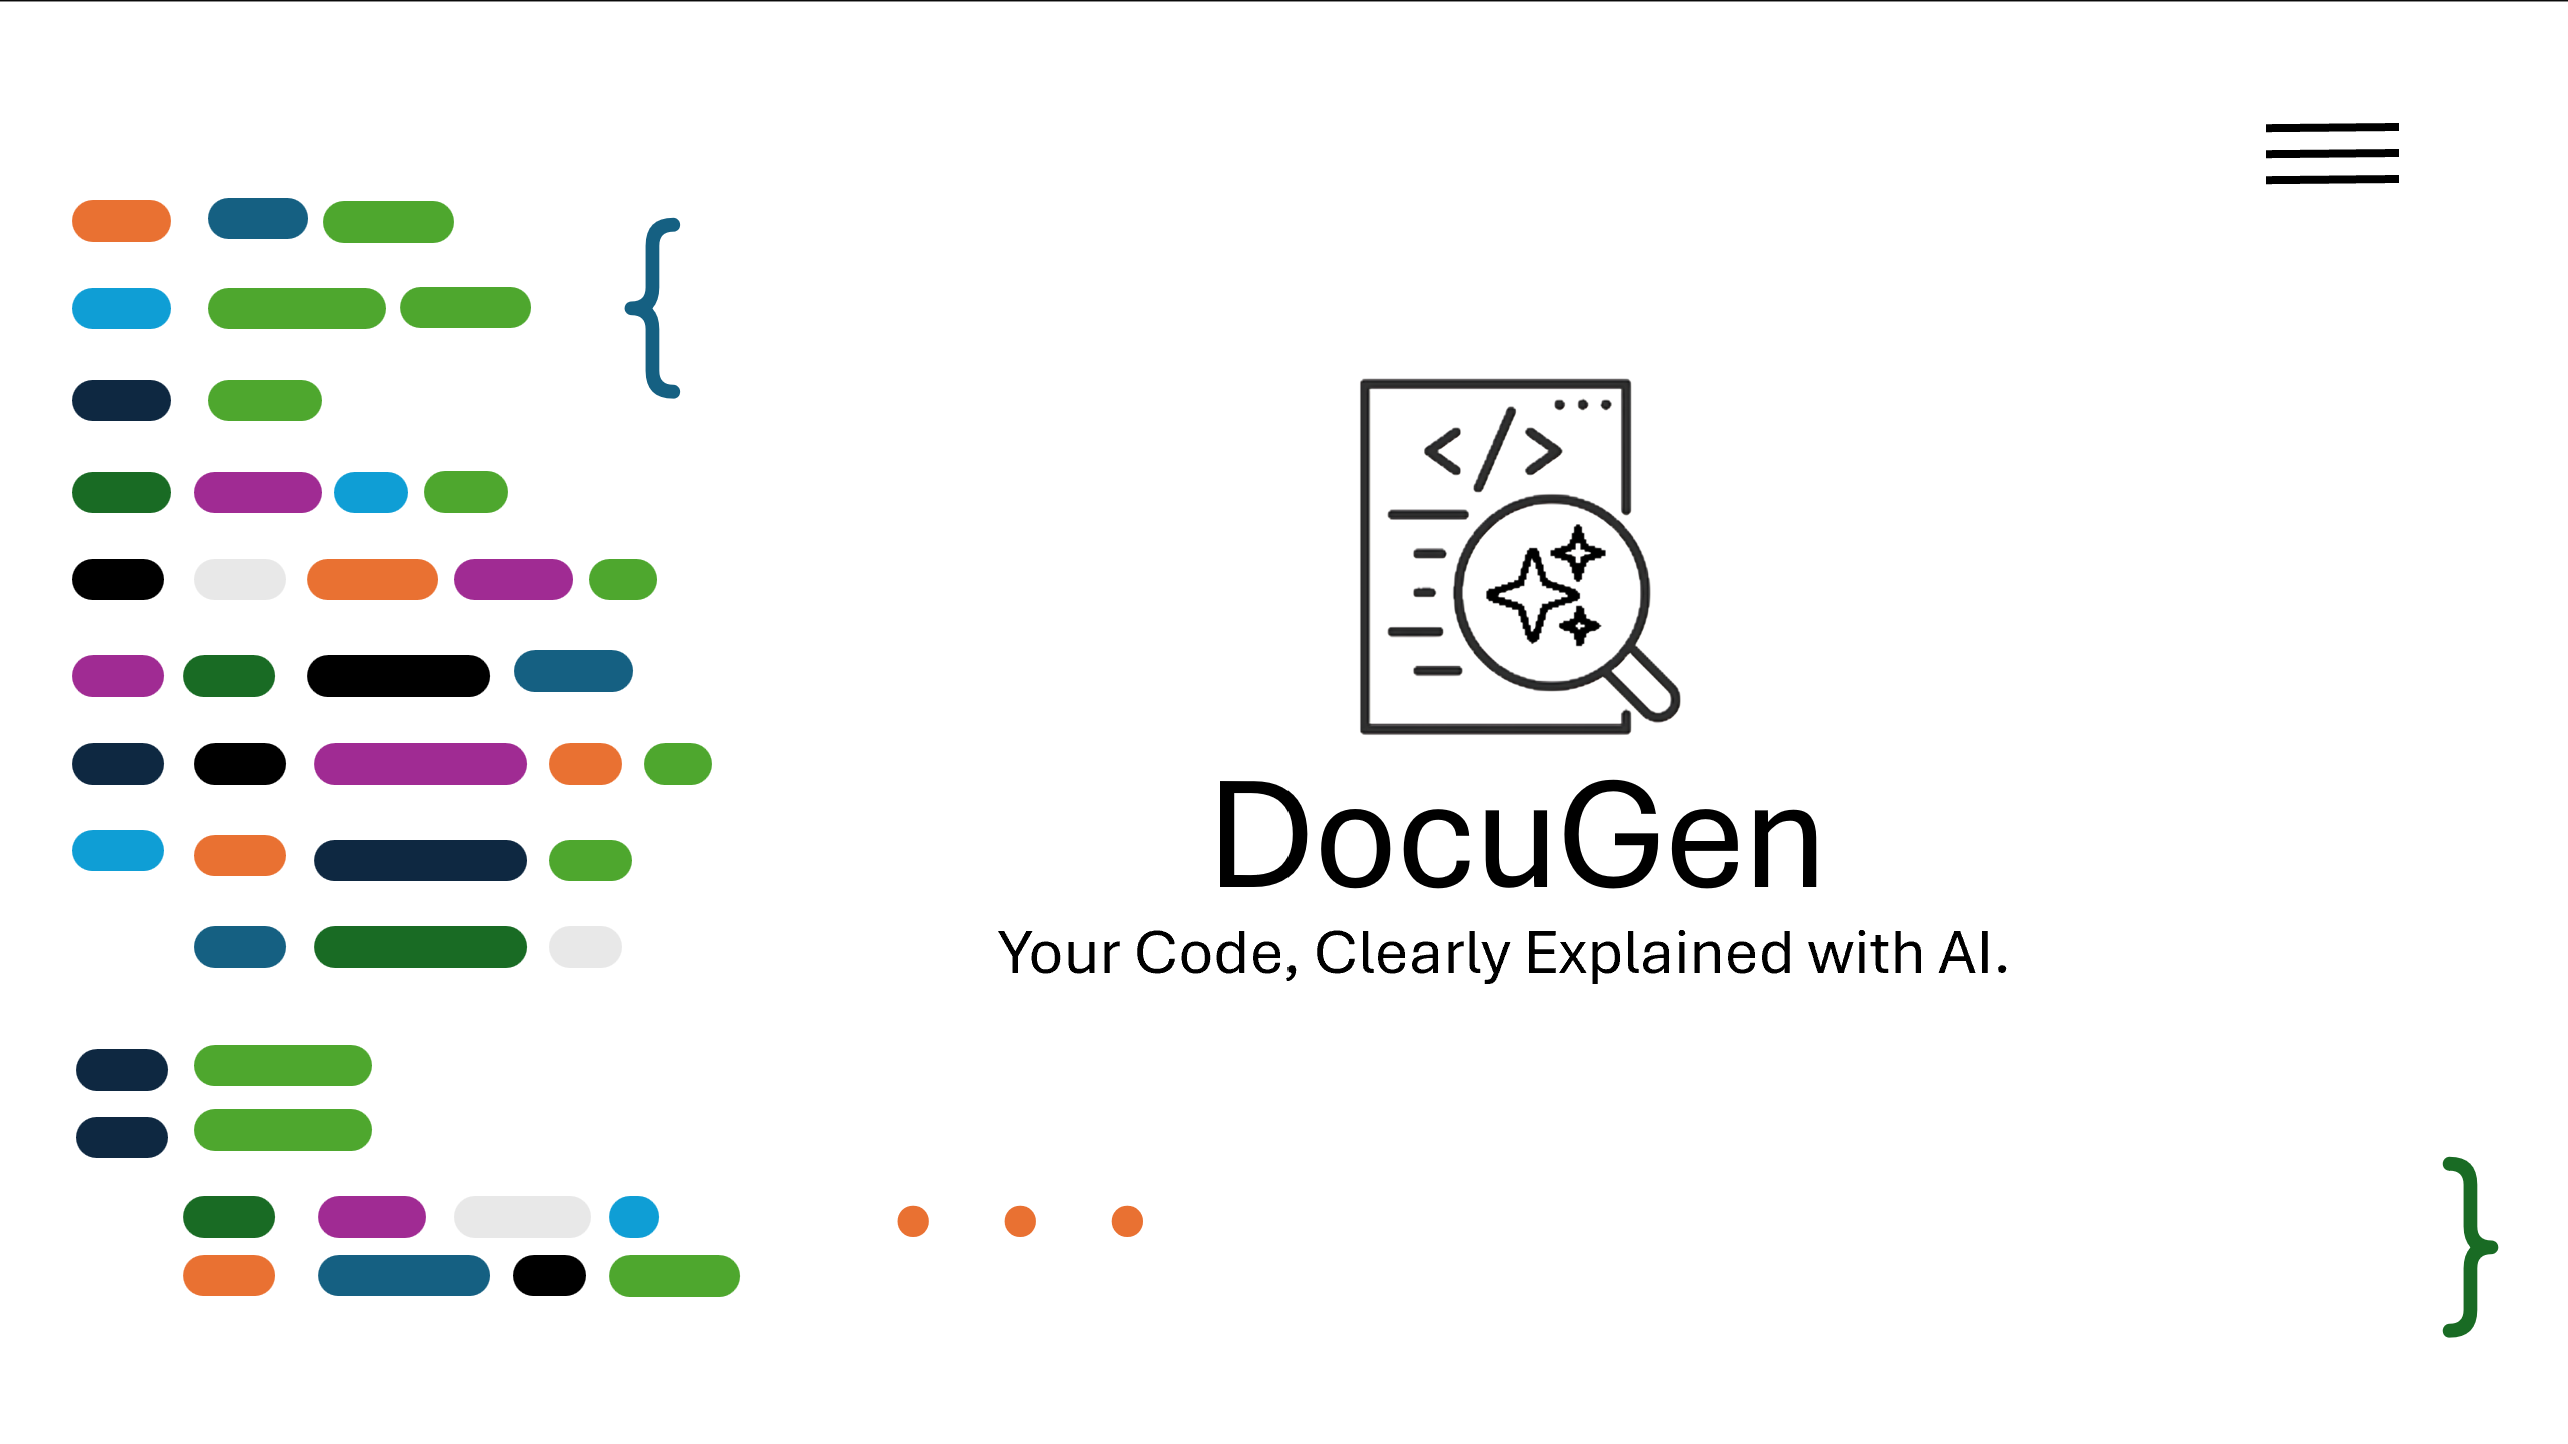 {
</>
DocuGen
Your Code, Clearly Explained with AI.
}